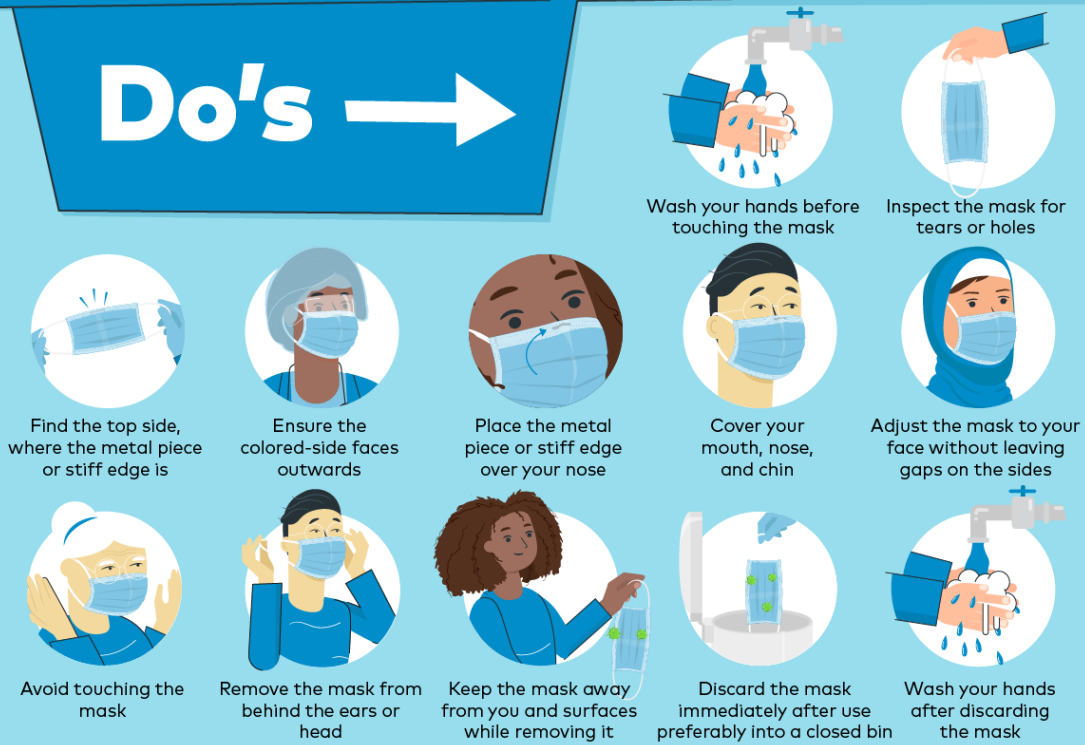 Do's
Wash your hands before
touching the mask
Inspect the mask for
tears or holes
Find the top side,
where the metal piece
or stiff edge is
Ensure the
colored-side faces
outwards
Place the metal
piece or stiff edge
over your nose
Cover your
mouth, nose,
and chin
Adjust the mask to your
face without leaving
gaps on the sides
Avoid touching the
mask
Remove the mask from
behind the ears or
head
Keep the mask away
from you and surfaces
while removing it
Discard the mask
immediately after use
preferably into a closed bin
Wash your hands
after discarding
the mask